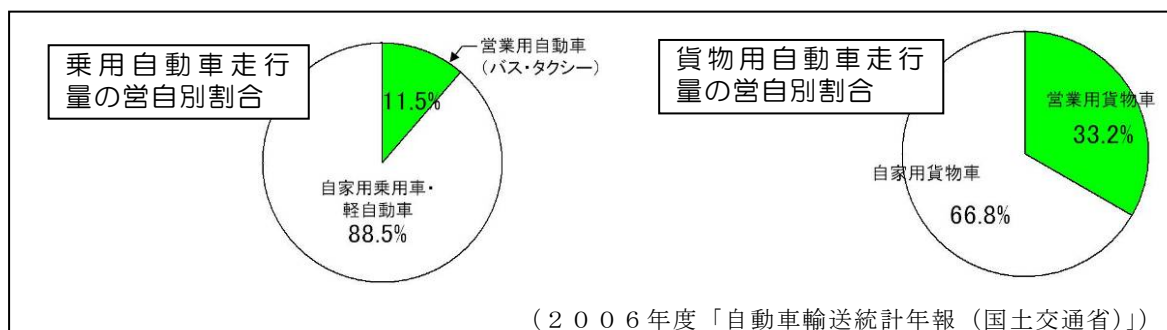 乗用自動車走行
量の営自別割合
営業用自動車
（バス・タクシー）
11.5%
自家用乗用車・
軽自動車
88.5%
貨物用自動車走行
量の営自別割合
営業用貨物車
33.2%
自家用貨物車
66.8%
（２００６年度「自動車輸送統計年報（国土交通省）」）